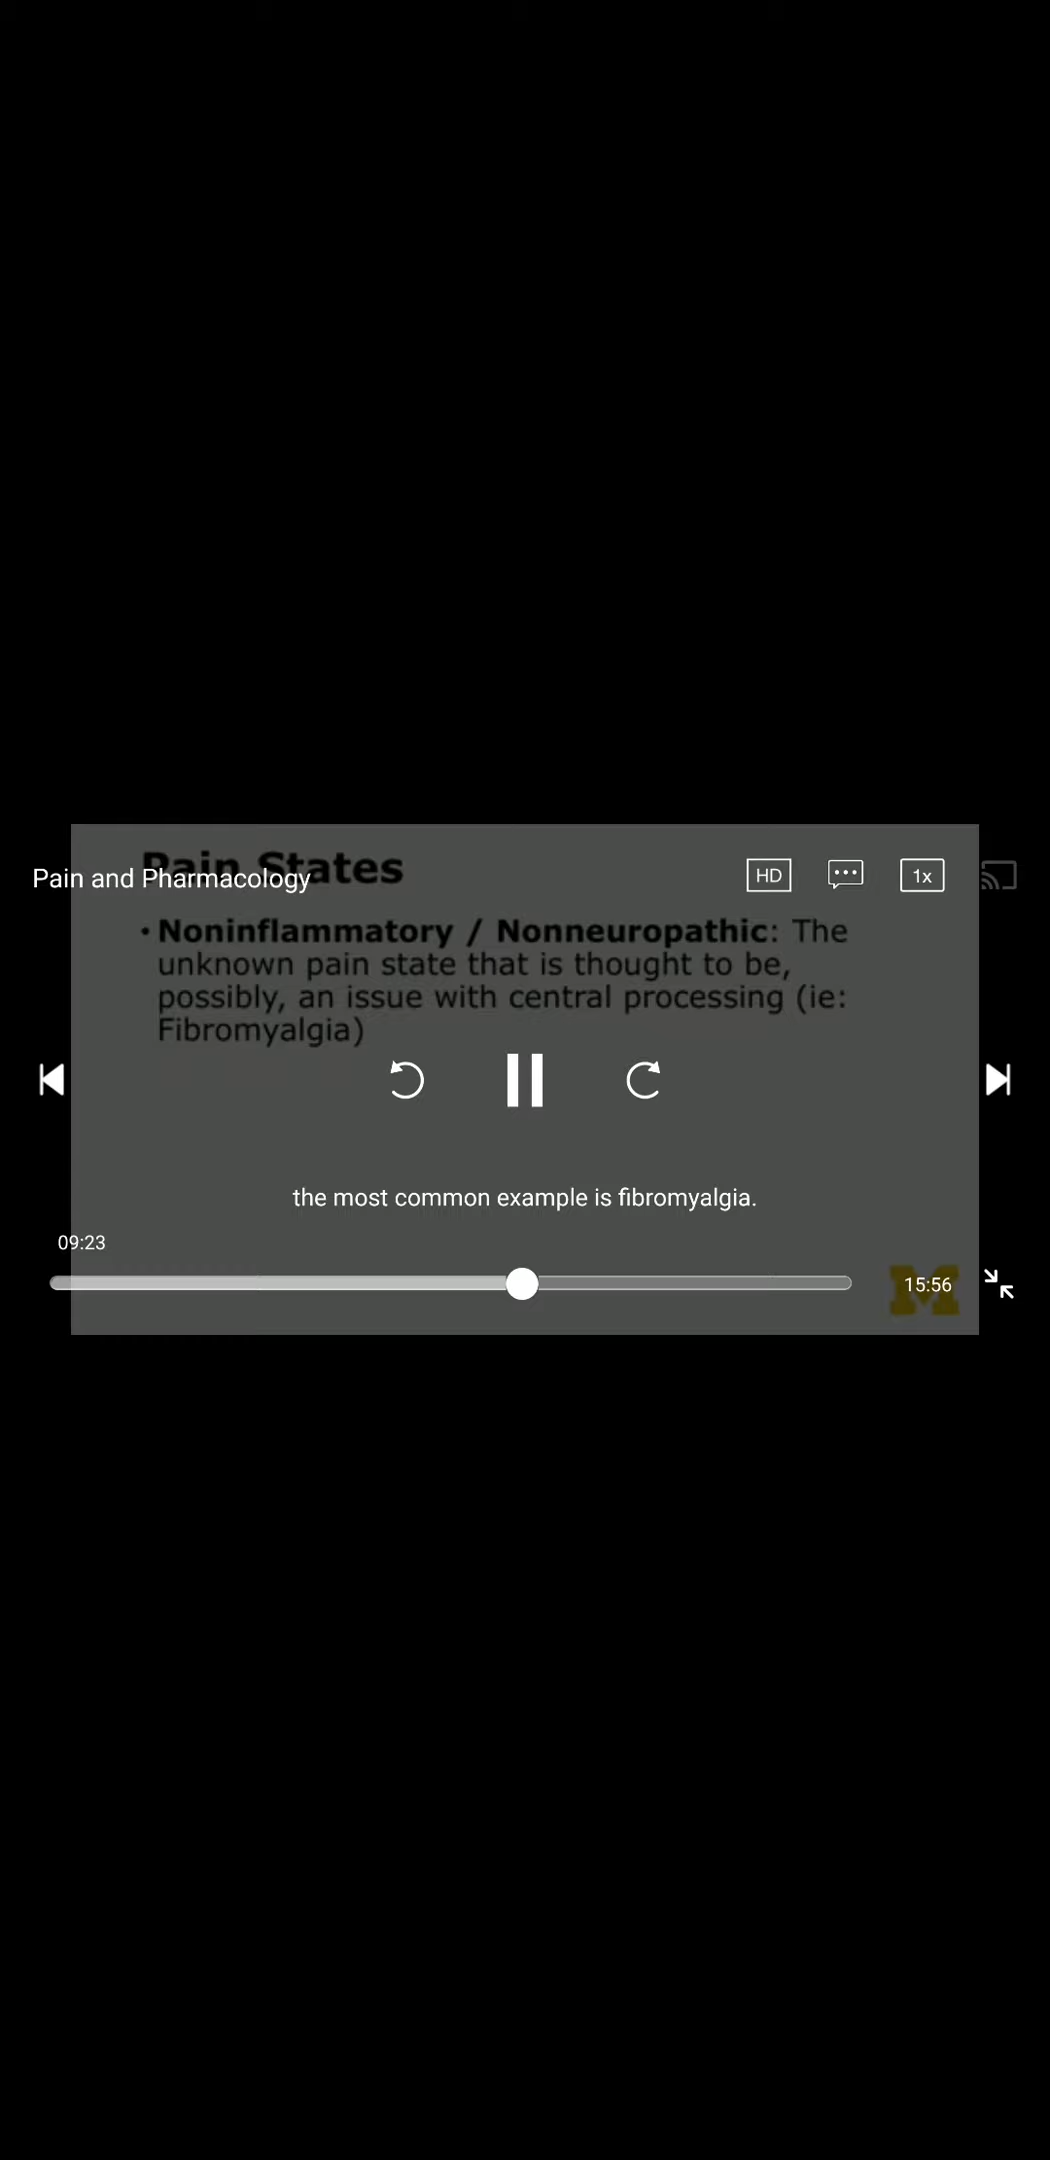 Pain States
Pain and Pharmacology
HD
1x
• Noninflammatory / Nonneuropathic: The
unknown pain state that is thought to be,
possibly, an issue with central processing (ie:
Fibromyalgia)
the most common example is fibromyalgia.
09:23
15:56
M